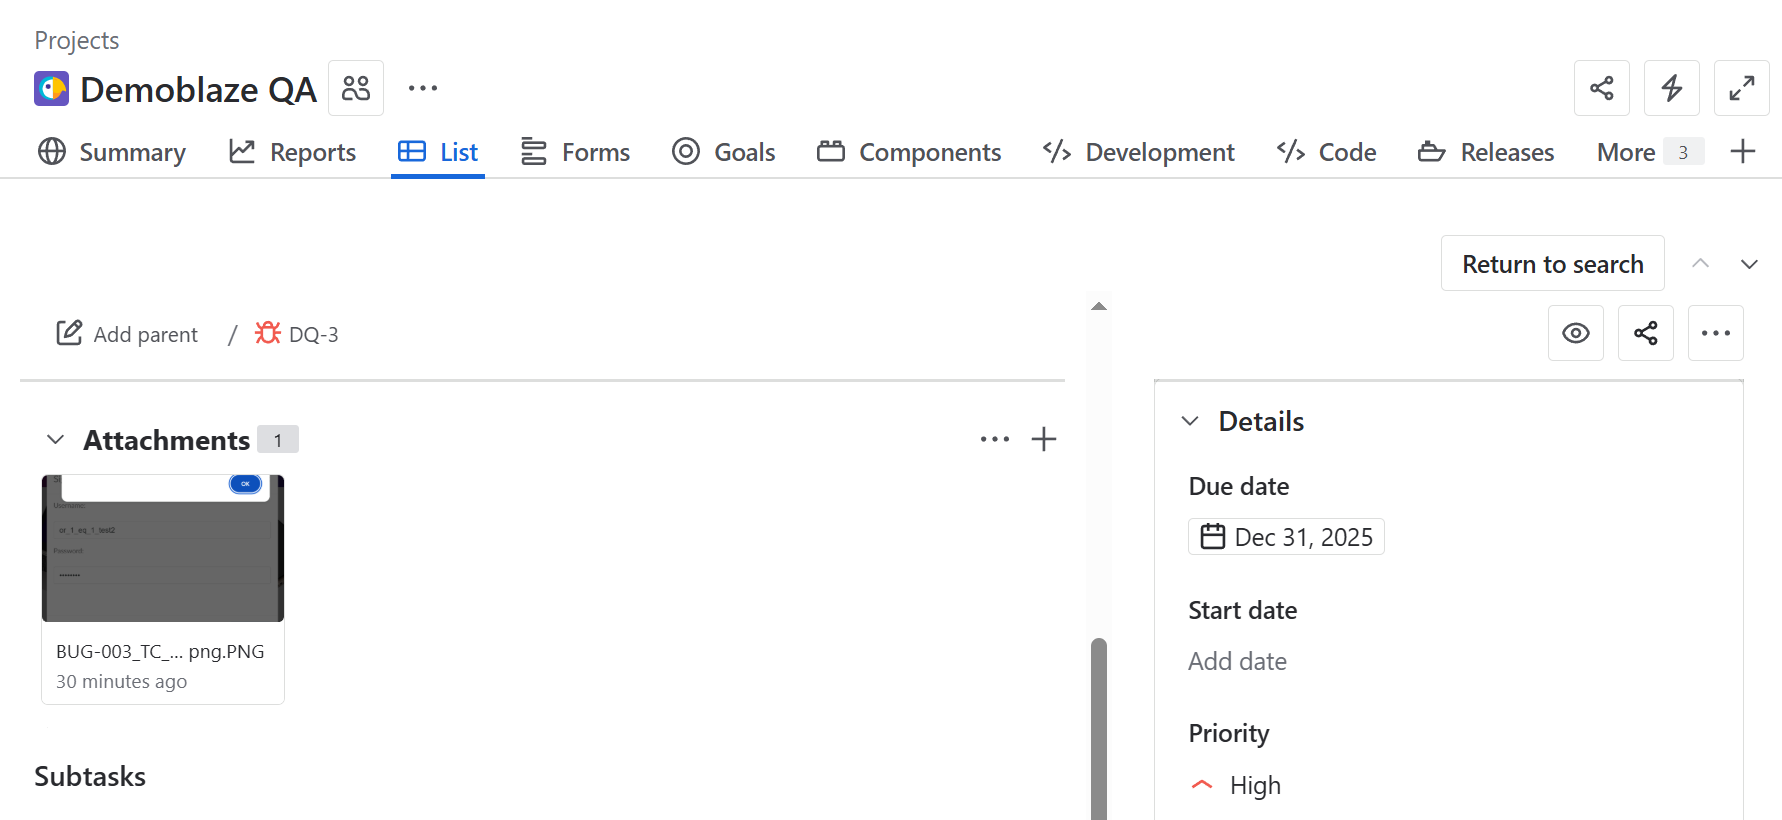 Projects
Demoblaze QA
Summary Reports List Forms Goals Components Development Code Releases More 3
Return to search
Add parent / DQ-3
Attachments 1
OK
Username:
or_1_eq_1_test2
Password
BUG-003_TC_... png.PNG
30 minutes ago
Subtasks
Details
Due date
Dec 31, 2025
Start date
Add date
Priority
High